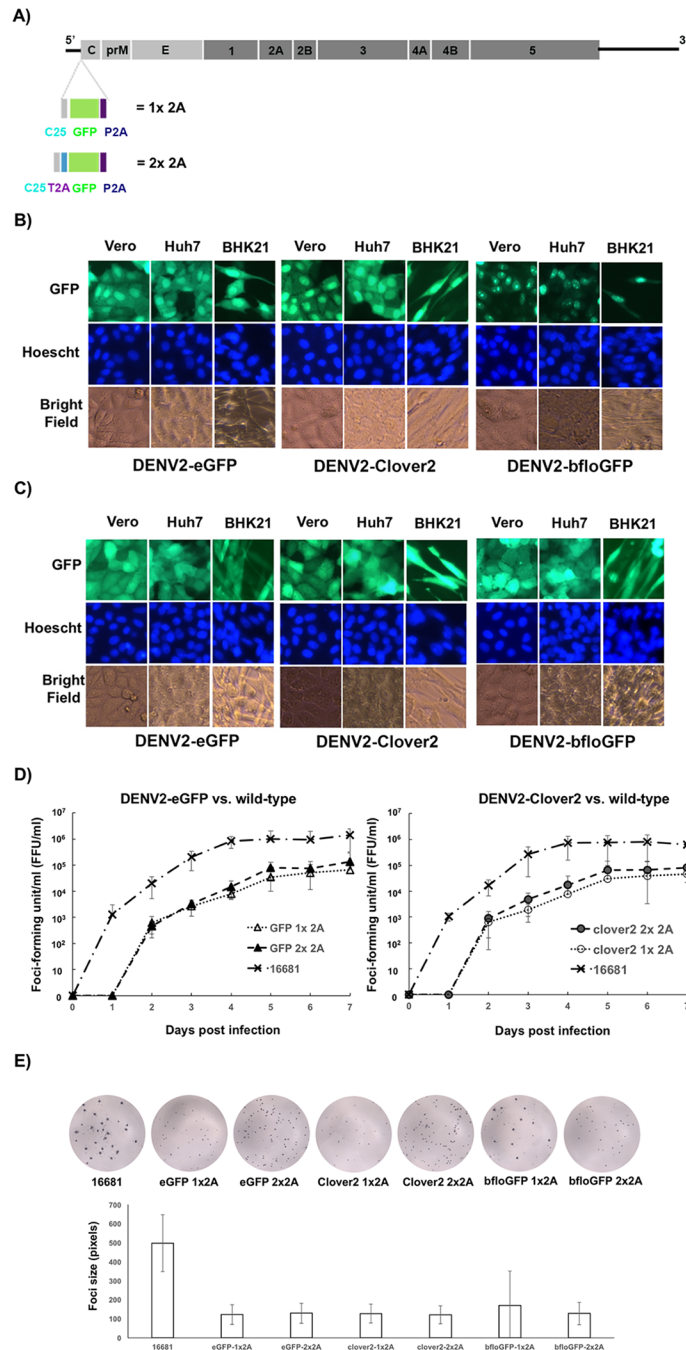 A)
5’ 3
C prM E 1 2A 2B 3 4A 4B 5
= 1x 2A
C25 GFP P2A
= 2x 2A
C25 T2A GFP P2A
B)
Vero Huh7 BHK21 Vero Huh7 BHK21 Vero Huh7 BHK21
GFP
Hoescht
Bright
Field
DENV2-eGFP DENV2-Clover2 DENV2-bfloGFP
C)
Vero Huh7 BHK21 Vero Huh7 BHK21 Vero Huh7 BHK21
GFP
Hoescht
Bright
Field
DENV2-eGFP DENV2-Clover2 DENV2-bfloGFP
D)
DENV2-eGFP vs. wild-type
Foci-forming unit/ml (FFU/ml)
10⁷
10⁶
10⁵
10⁴
10³
10²
10¹
0
GFP 1x 2A
GFP 2x 2A
16681
0 1 2 3 4 5 6 7
Days post infection
DENV2-Clover2 vs. wild-type
Foci-forming unit/ml (FFU/ml)
10⁷
10⁶
10⁵
10⁴
10³
10²
10¹
0
clover2 2x 2A
clover2 1x 2A
16681
0 1 2 3 4 5 6 7
Days post infection
E)
16681 eGFP 1x2A eGFP 2x2A Clover2 1x2A Clover2 2x2A bfloGFP 1x2A bfloGFP 2x2A
Foci size (pixels)
700
600
500
400
300
200
100
0
16681 eGFP-1x2A eGFP-2x2A clover2-1x2A clover2-2x2A bfloGFP-1x2A bfloGFP-2x2A